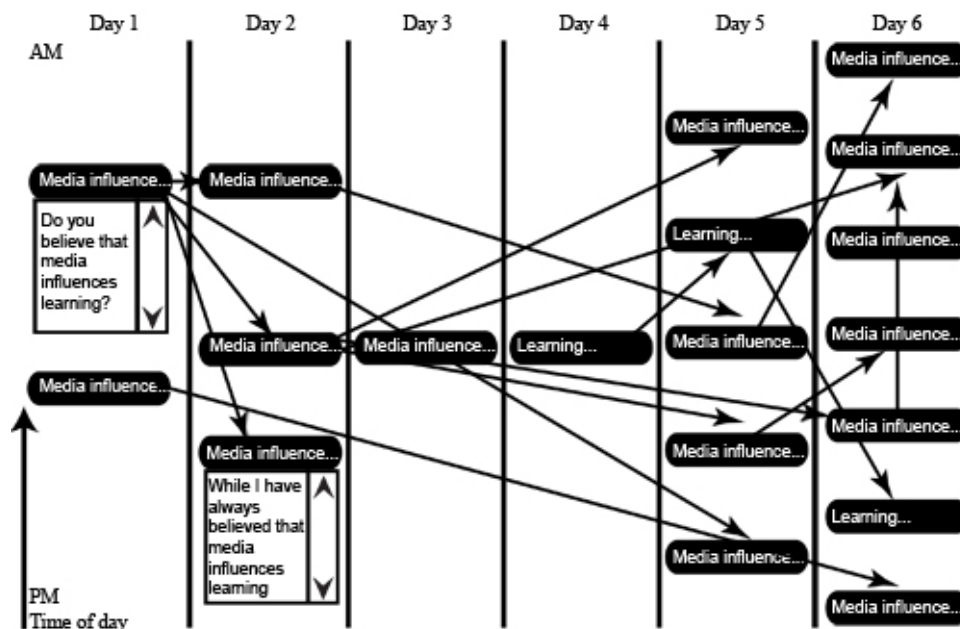 Day 1
Day 2
Day 3
Day 4
Day 5
Day 6
AM
Media influence...
Do you
believe that
media
influences
learning?
Media influence...
PM
Time of day
Media influence...
Media influence...
Media influence...
While I have
always
believed that
media
influences
learning
Media influence...
Learning...
Media influence...
Learning...
Media influence...
Media influence...
Media influence...
Media influence...
Media influence...
Media influence...
Media influence...
Media influence...
Learning...
Media influence...